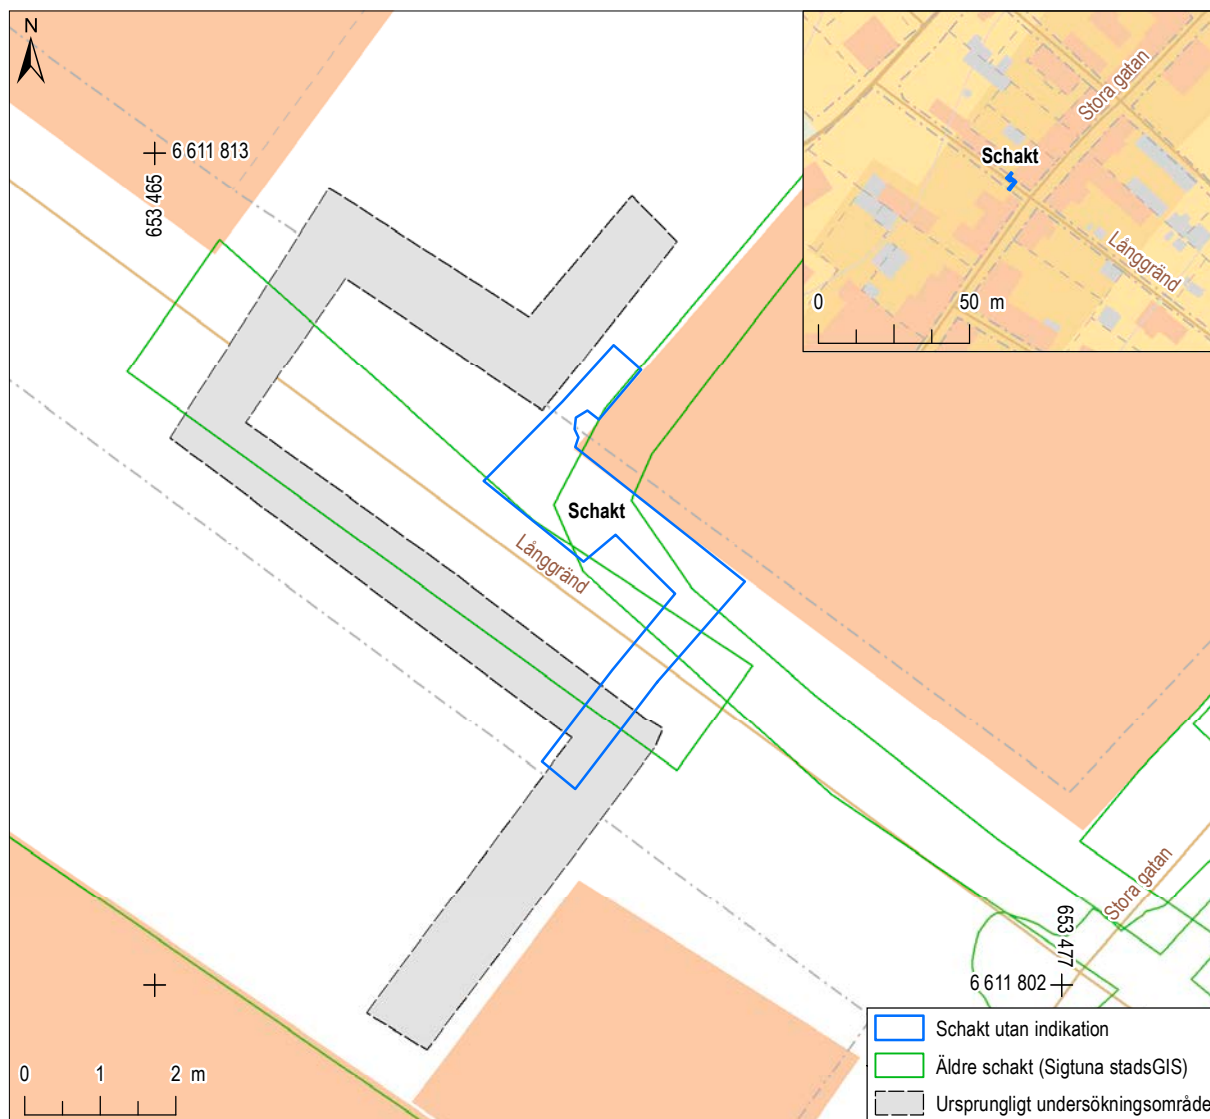 N
6 611 813
653 465
Stora gatan
Schakt
Långgränd
0 50 m
Schakt
Långgränd
Stora gatan
653 477
6 611 802
0 1 2 m
Schakt utan indikation
Äldre schakt (Sigtuna stadsGIS)
Ursprungligt undersökningsområde